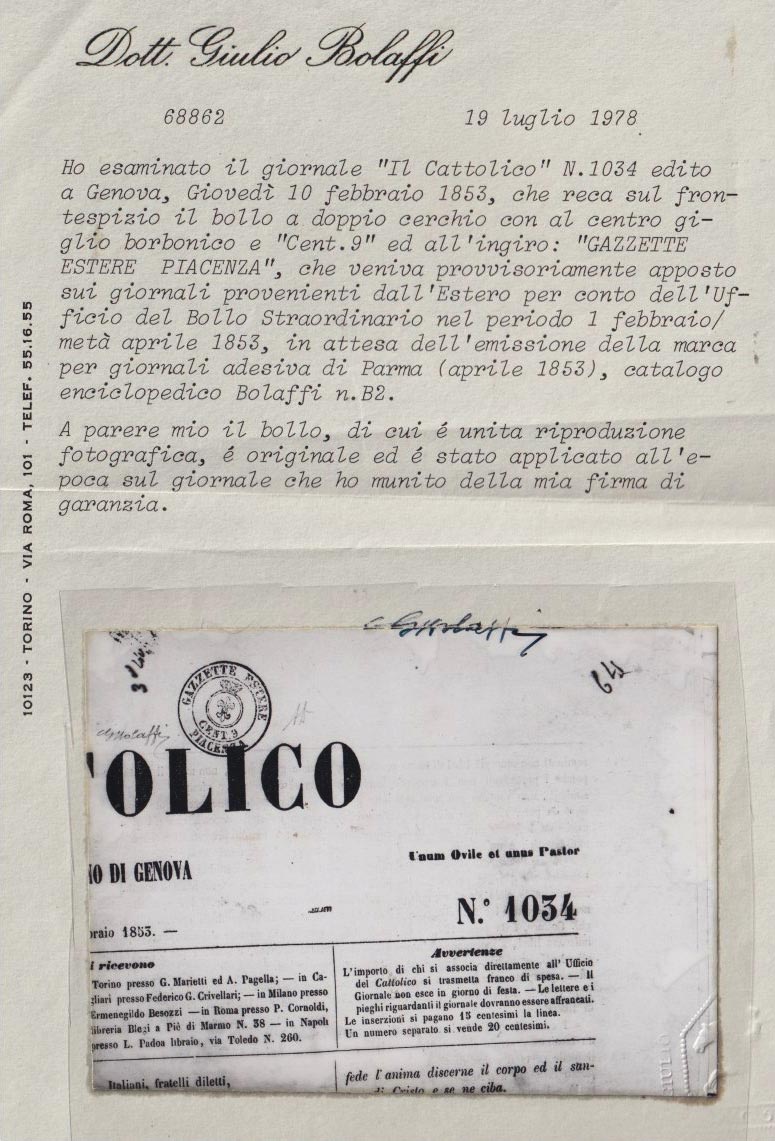 Dott. Giulio Bolaffi
68862 19 luglio 1978
Ho esaminato il giornale "Il Cattolico" N.1034 edito
a Genova, Giovedì 10 febbraio 1853, che reca sul fron-
tespizio il bollo a doppio cerchio con al centro gi-
glio borbonico e "Cent.9" ed all'ingiro: "GAZZETTE
ESTERE PIACENZA", che veniva provvisoriamente apposto
sui giornali provenienti dall'Estero per conto dell'Uf-
ficio del Bollo Straordinario nel periodo 1 febbraio/
metà aprile 1853, in attesa dell'emissione della marca
per giornali adesiva di Parma (aprile 1853), catalogo
enciclopedico Bolaffi n.B2.
A parere mio il bollo, di cui é unita riproduzione
fotografica, é originale ed é stato applicato all'e-
poca sul giornale che ho munito della mia firma di
garanzia.
10123 - TORINO - VIA ROMA, 101 - TELEF. 55.16.55
GBolaffi
64
GAZZETTE ESTERE
CENT. 9
PIACENZA
GBolaffi
TOLICO
NO DI GENOVA
Unum Ovile et unus Pastor
N.° 1034
braio 1853. —
i ricevono
Torino presso G. Marietti ed A. Pagella; — in Ca-
gliari presso Federico G. Crivellari; — in Milano presso
Ermenegildo Besozzi — in Roma presso P. Cornoldi,
libreria Blegi a Piè di Marmo N. 38 — in Napoli
presso L. Padoa libraio, via Toledo N. 260.
Avvertenze
L'importo di chi si associa direttamente all' Uffizio
del Cattolico si trasmetta franco di spesa. — Il
Giornale non esce in giorno di festa. — Le lettere e i
pieghi riguardanti il giornale dovranno essere affrancati.
Le inserzioni si pagano 15 centesimi la linea.
Un numero separato si vende 20 centesimi.
Italiani, fratelli diletti,
fede l'anima discerne il corpo ed il san-
di Cristo e se ne ciba.
GIULIO